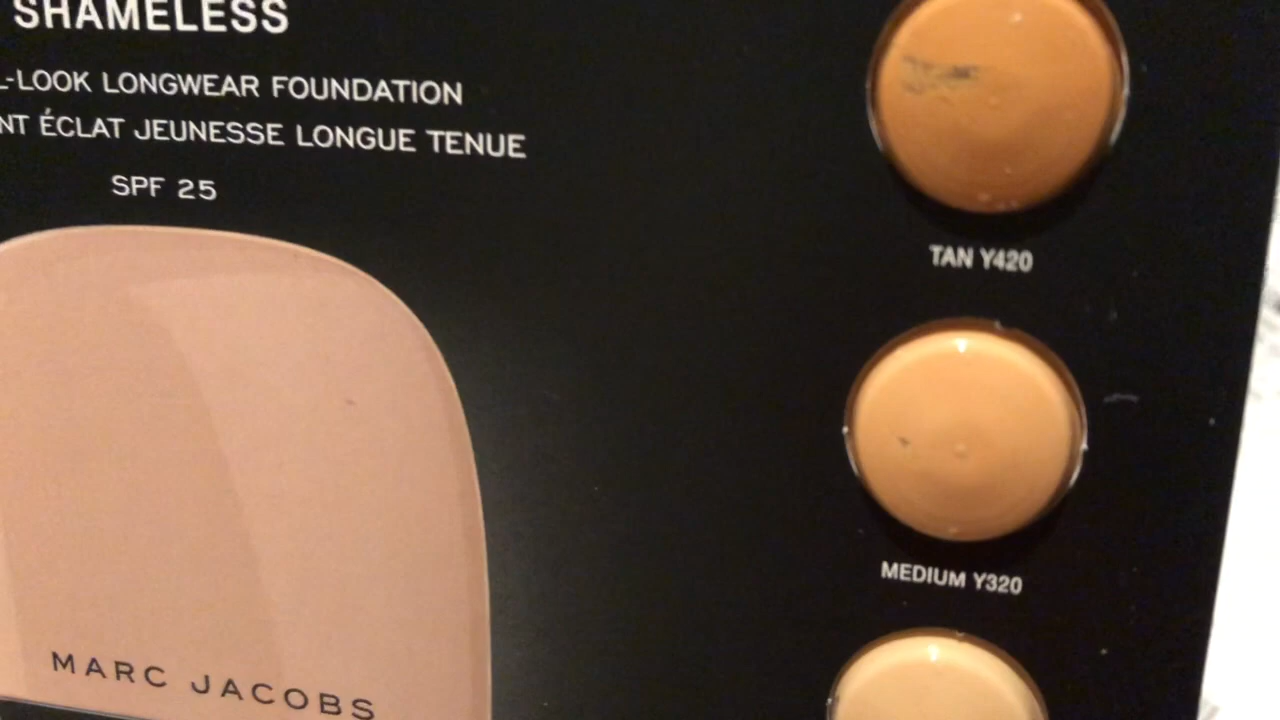 SHAMELESS
L-LOOK LONGWEAR FOUNDATION
NT ÉCLAT JEUNESSE LONGUE TENUE
SPF 25
MARC JACOBS
TAN Y420
MEDIUM Y320